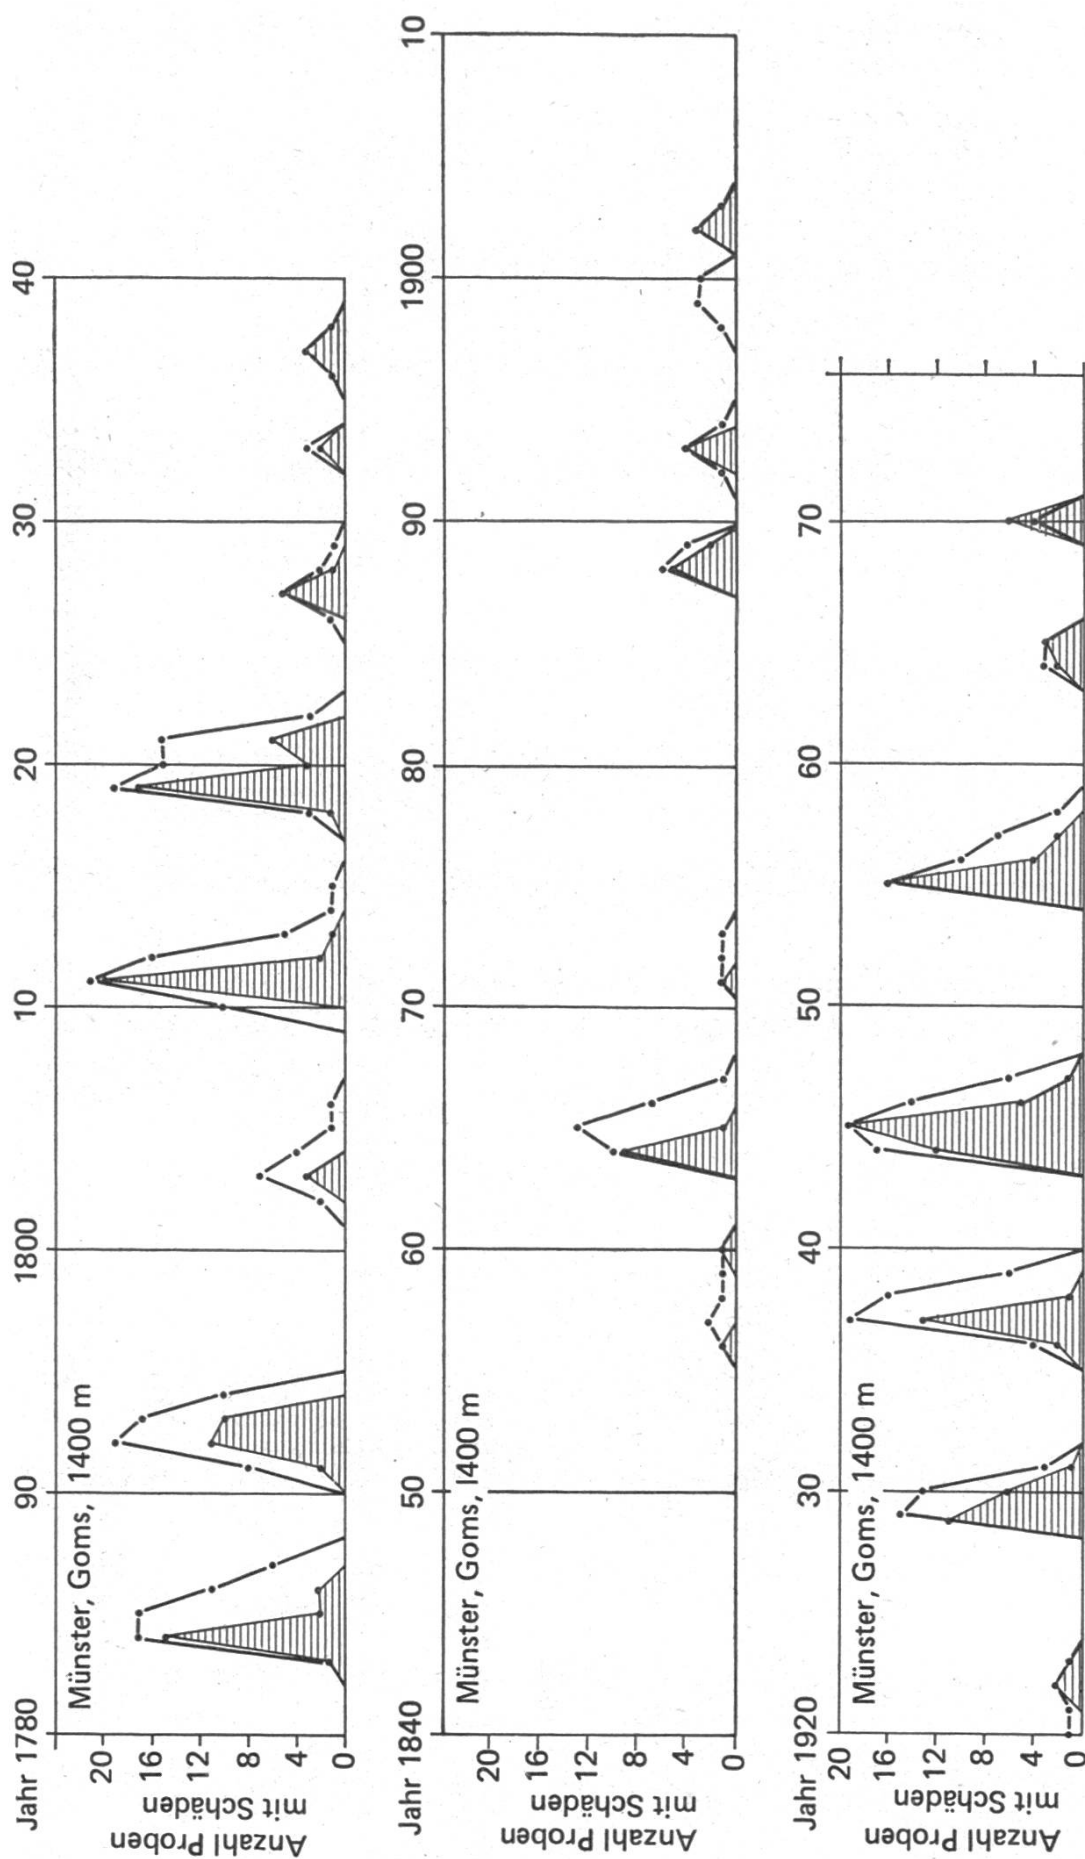 Jahr 1780 90 1800 10 20 30 40
Münster, Goms, 1400 m
Anzahl Proben
mit Schäden
20
16
12
8
4
0
Jahr 1840 50 60 70 80 90 1900 10
Münster, Goms, 1400 m
Anzahl Proben
mit Schäden
20
16
12
8
4
0
Jahr 1920 30 40 50 60 70
Münster, Goms, 1400 m
Anzahl Proben
mit Schäden
20
16
12
8
4
0